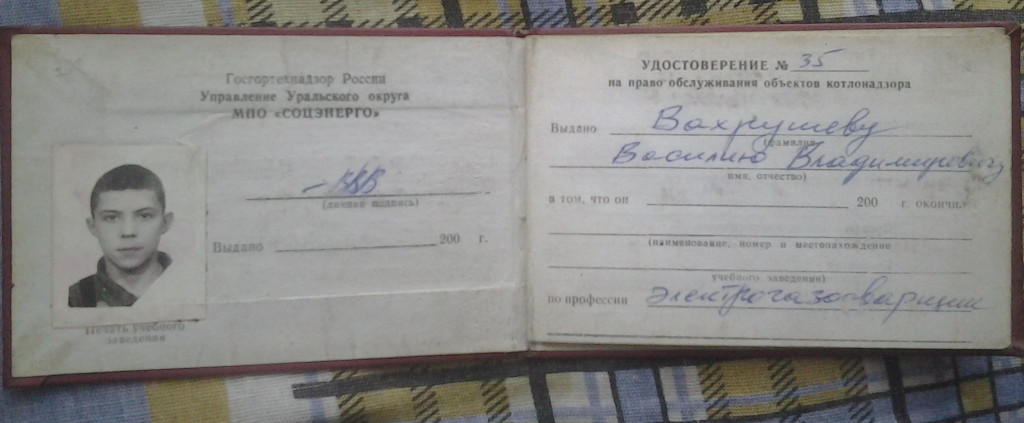 Госгортехнадзор России
Управление Уральского округа
МПО «СОЦЭНЕРГО»
ВВВ
(личная подпись)
Выдано 200 г.
Печать учебного
заведения
УДОСТОВЕРЕНИЕ № 35
на право обслуживания объектов котлонадзора
Выдано Вахрушеву
(фамилия
Василию Владимировичу
имя, отчество)
в том, что он 200 г. окончил
(наименование, номер и местонахождение
учебного заведения)
по профессии Электрогазосварщик